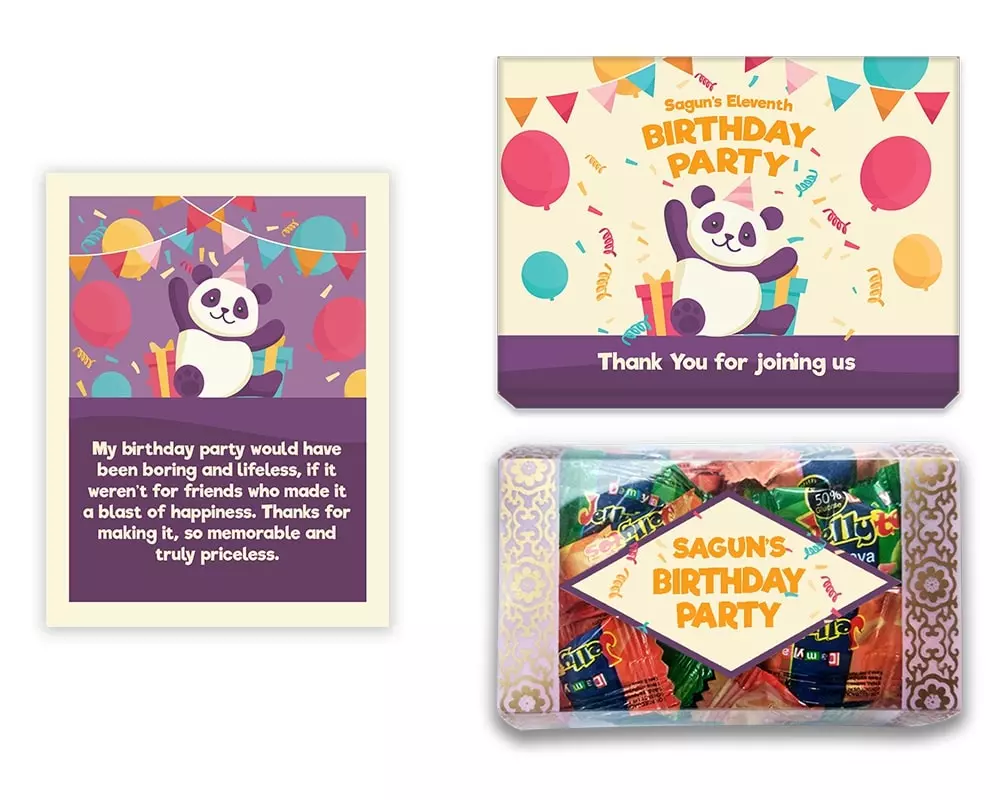 My birthday party would have
been boring and lifeless, if it
weren't for friends who made it
a blast of happiness. Thanks for
making it, so memorable and
truly priceless.
Sagun's Eleventh
BIRTHDAY
PARTY
Thank You for joining us
50%
SAGUN'S
BIRTHDAY
PARTY